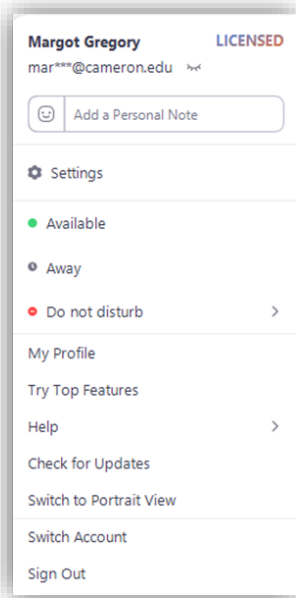 Margot Gregory LICENSED
mar***@cameron.edu
Add a Personal Note
Settings
Available
Away
Do not disturb
My Profile
Try Top Features
Help
Check for Updates
Switch to Portrait View
Switch Account
Sign Out